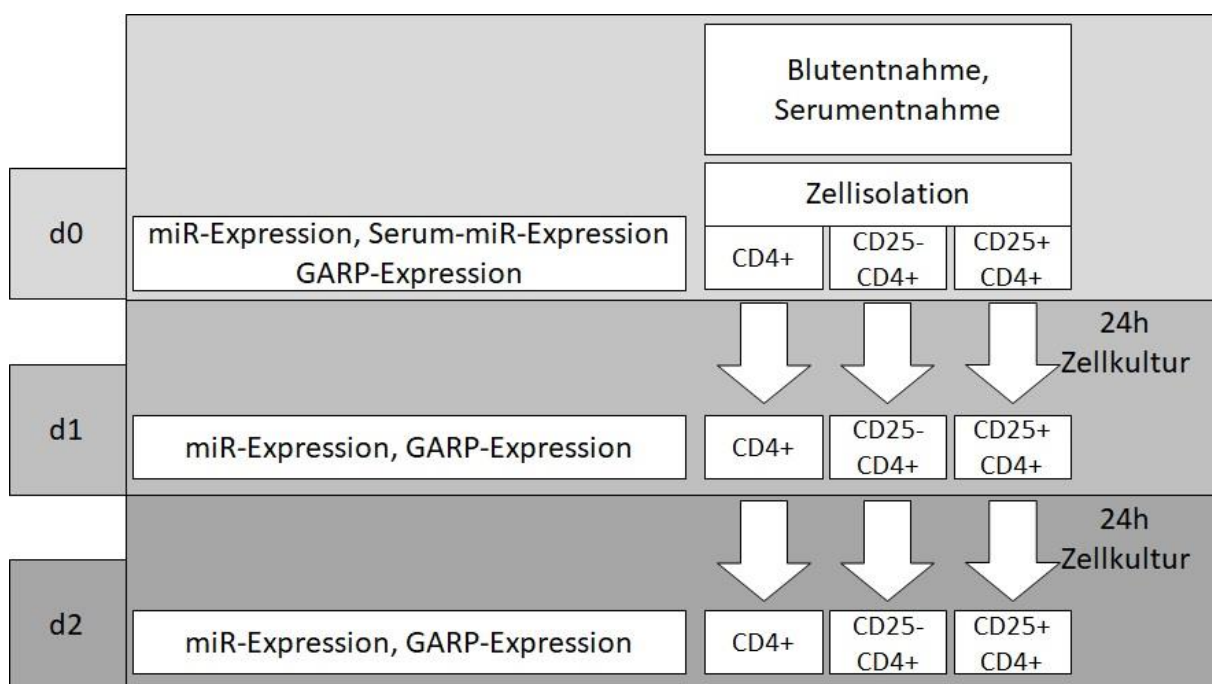 Blutentnahme,
Serumentnahme
d0
Zellisolation
miR-Expression, Serum-miR-Expression
GARP-Expression
CD4+
CD25-
CD4+
CD25+
CD4+
24h
Zellkultur
d1
miR-Expression, GARP-Expression
CD4+
CD25-
CD4+
CD25+
CD4+
24h
Zellkultur
d2
miR-Expression, GARP-Expression
CD4+
CD25-
CD4+
CD25+
CD4+